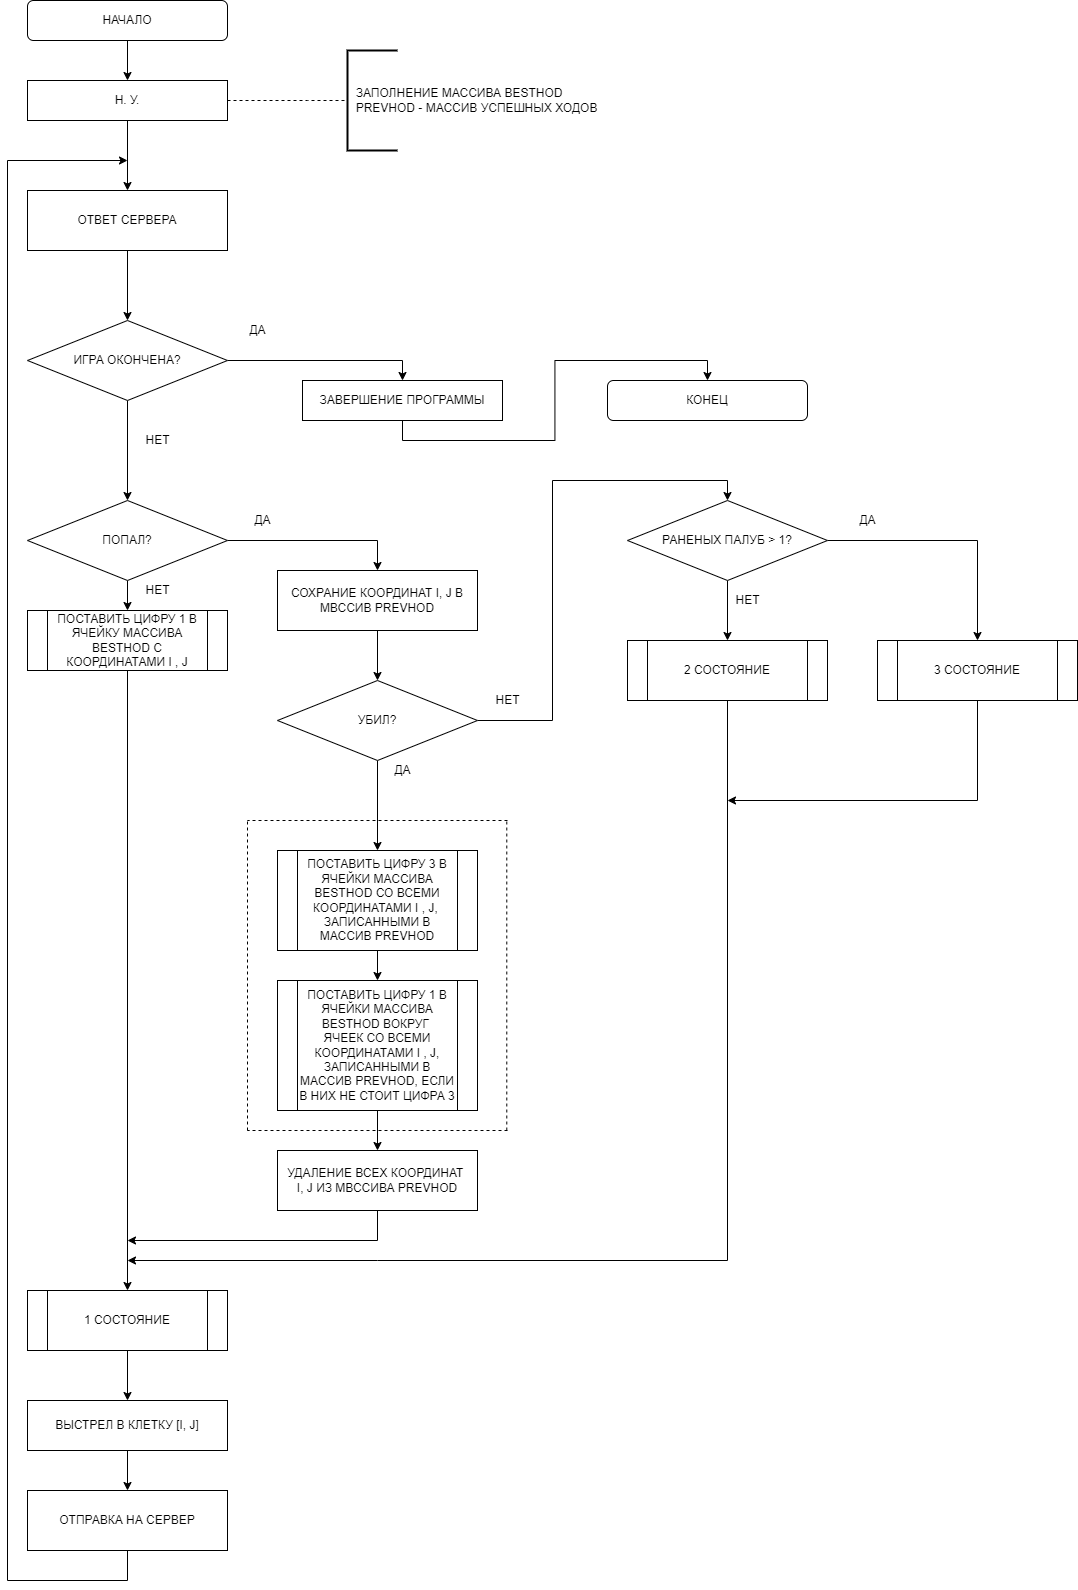 НАЧАЛО
Н. У.
ЗАПОЛНЕНИЕ МАССИВА BESTHOD
PREVHOD - МАССИВ УСПЕШНЫХ ХОДОВ
ОТВЕТ СЕРВЕРА
ИГРА ОКОНЧЕНА?
ДА
ЗАВЕРШЕНИЕ ПРОГРАММЫ
КОНЕЦ
НЕТ
ПОПАЛ?
ДА
НЕТ
ПОСТАВИТЬ ЦИФРУ 1 В
ЯЧЕЙКУ МАССИВА
BESTHOD С
КООРДИНАТАМИ I , J
СОХРАНИЕ КООРДИНАТ I, J В
МВССИВ PREVHOD
УБИЛ?
НЕТ
ДА
РАНЕНЫХ ПАЛУБ > 1?
ДА
НЕТ
2 СОСТОЯНИЕ
3 СОСТОЯНИЕ
ПОСТАВИТЬ ЦИФРУ 3 В
ЯЧЕЙКИ МАССИВА
BESTHOD СО ВСЕМИ
КООРДИНАТАМИ I , J,
ЗАПИСАННЫМИ В
МАССИВ PREVHOD
ПОСТАВИТЬ ЦИФРУ 1 В
ЯЧЕЙКИ МАССИВА
BESTHOD ВОКРУГ
ЯЧЕЕК СО ВСЕМИ
КООРДИНАТАМИ I , J,
ЗАПИСАННЫМИ В
МАССИВ PREVHOD, ЕСЛИ
В НИХ НЕ СТОИТ ЦИФРА 3
УДАЛЕНИЕ ВСЕХ КООРДИНАТ
I, J ИЗ МВССИВА PREVHOD
1 СОСТОЯНИЕ
ВЫСТРЕЛ В КЛЕТКУ [I, J]
ОТПРАВКА НА СЕРВЕР